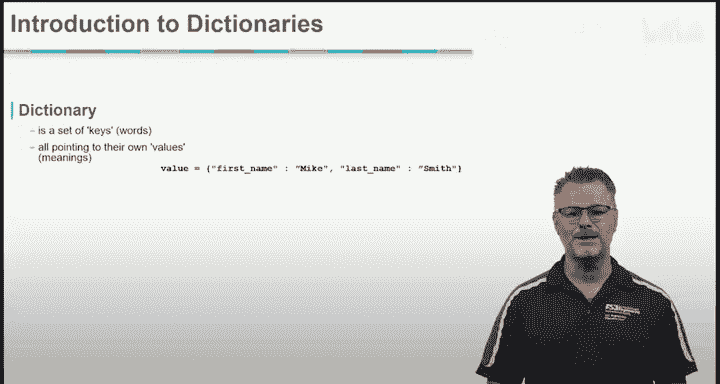 Introduction to Dictionaries
Dictionary
– is a set of 'keys' (words)
– all pointing to their own 'values'
(meanings)
value = {"first_name" : "Mike", "last_name" : "Smith"}